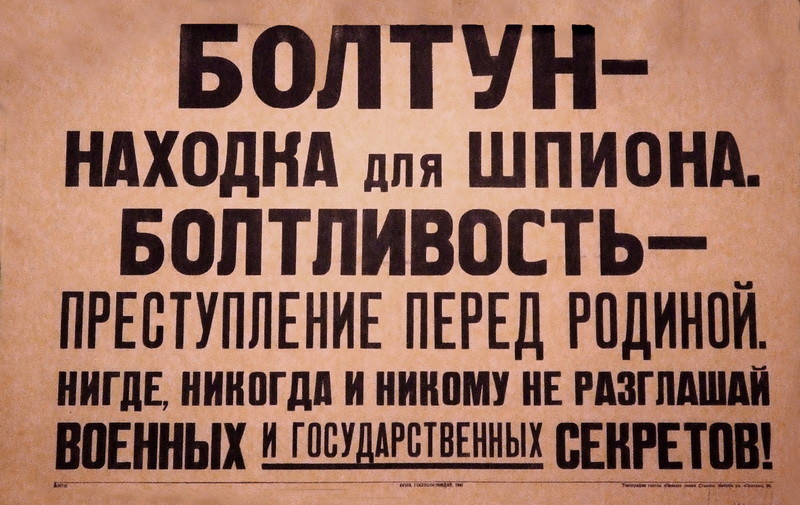 БОЛТУН–
НАХОДКА для ШПИОНА.
БОЛТЛИВОСТЬ—
ПРЕСТУПЛЕНИЕ ПЕРЕД РОДИНОЙ.
НИГДЕ, НИКОГДА И НИКОМУ НЕ РАЗГЛАШАЙ
ВОЕННЫХ И ГОСУДАРСТВЕННЫХ СЕКРЕТОВ!